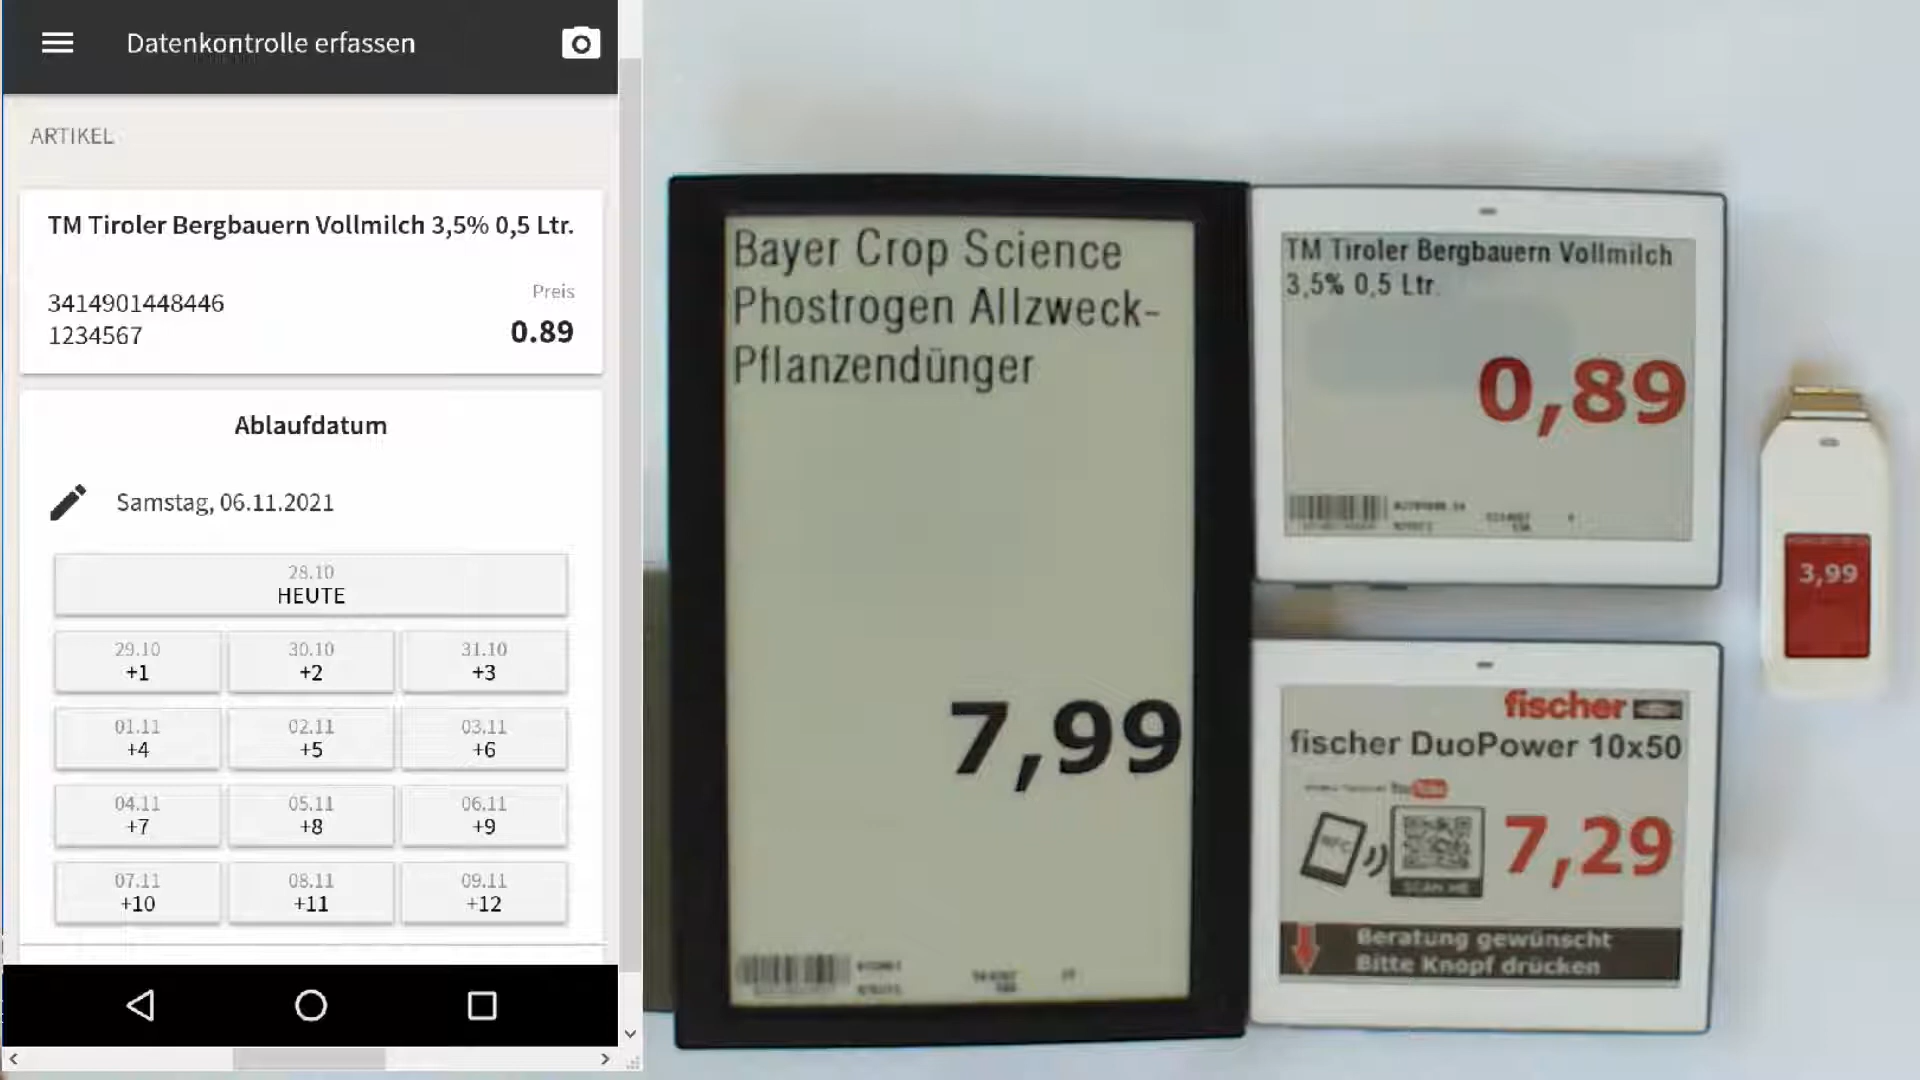 Datenkontrolle erfassen
ARTIKEL
TM Tiroler Bergbauern Vollmilch 3,5% 0,5 Ltr.
3414901448446
Preis
1234567
0.89
Ablaufdatum
Samstag, 06.11.2021
28.10
HEUTE
29.10
+1
30.10
+2
31.10
+3
01.11
+4
02.11
+5
03.11
+6
04.11
+7
05.11
+8
06.11
+9
07.11
+10
08.11
+11
09.11
+12
Bayer Crop Science
Phostrogen Allzweck-
Pflanzendünger
7,99
TM Tiroler Bergbauern Vollmilch
3,5% 0,5 Ltr.
0,89
fischer
fischer DuoPower 10x50
YouTube
NFC
SCAN ME
7,29
Beratung gewünscht
Bitte Knopf drücken
3,99